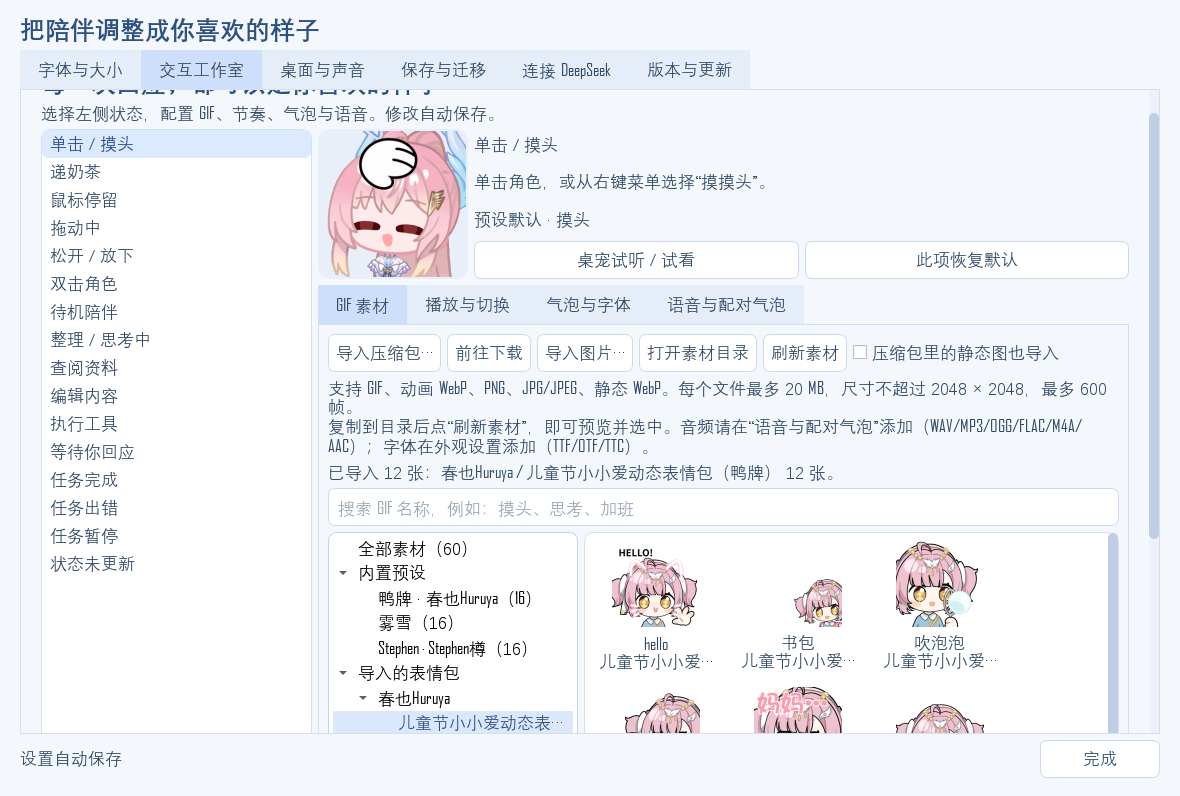 把陪伴调整成你喜欢的样子
字体与大小 交互工作室 桌面与声音 保存与迁移 连接 DeepSeek 版本与更新
选择左侧状态，配置 GIF、节奏、气泡与语音。修改自动保存。
单击 / 摸头
递奶茶
鼠标停留
拖动中
松开 / 放下
双击角色
待机陪伴
整理 / 思考中
查阅资料
编辑内容
执行工具
等待你回应
任务完成
任务出错
任务暂停
状态未更新
单击 / 摸头
单击角色，或从右键菜单选择“摸摸头”。
预设默认 · 摸头
桌宠试听 / 试看 此项恢复默认
GIF 素材 播放与切换 气泡与字体 语音与配对气泡
导入压缩包… 前往下载 导入图片… 打开素材目录 刷新素材 压缩包里的静态图也导入
支持 GIF、动画 WebP、PNG、JPG/JPEG、静态 WebP。每个文件最多 20 MB，尺寸不超过 2048 × 2048，最多 600
帧。
复制到目录后点“刷新素材”，即可预览并选中。音频请在“语音与配对气泡”添加（WAV/MP3/OGG/FLAC/M4A/
AAC）；字体在外观设置添加（TTF/OTF/TTC）。
已导入 12 张：春也Huruya / 儿童节小小爱动态表情包（鸭牌） 12 张。
搜索 GIF 名称，例如：摸头、思考、加班
全部素材（60）
内置预设
鸭牌 · 春也Huruya（16）
雾雪（16）
Stephen · Stephen樽（16）
导入的表情包
春也Huruya
儿童节小小爱动态表…
HELLO!
hello
儿童节小小爱…
书包
儿童节小小爱…
吹泡泡
儿童节小小爱…
妈妈…
设置自动保存
完成